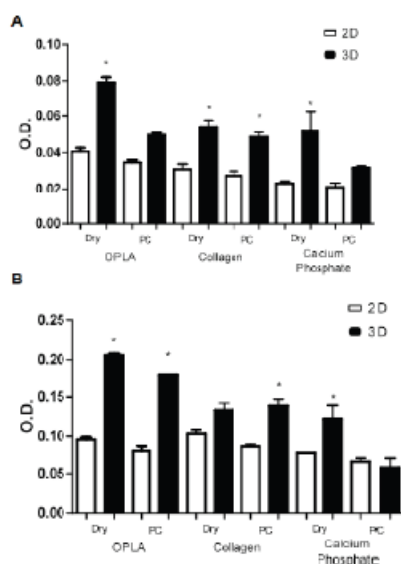 A
2D
3D
0.10
0.08
0.06
0.04
0.02
0.00
O.D.
*
*
*
*
Dry PC Dry PC Dry PC
OPLA Collagen Cacium
Phosphate
B
2D
3D
0.25
0.20
0.15
0.10
0.05
0.00
O.D.
*
*
*
*
Dry PC Dry PC Dry PC
OPLA Collagen Calcium
Phosphate